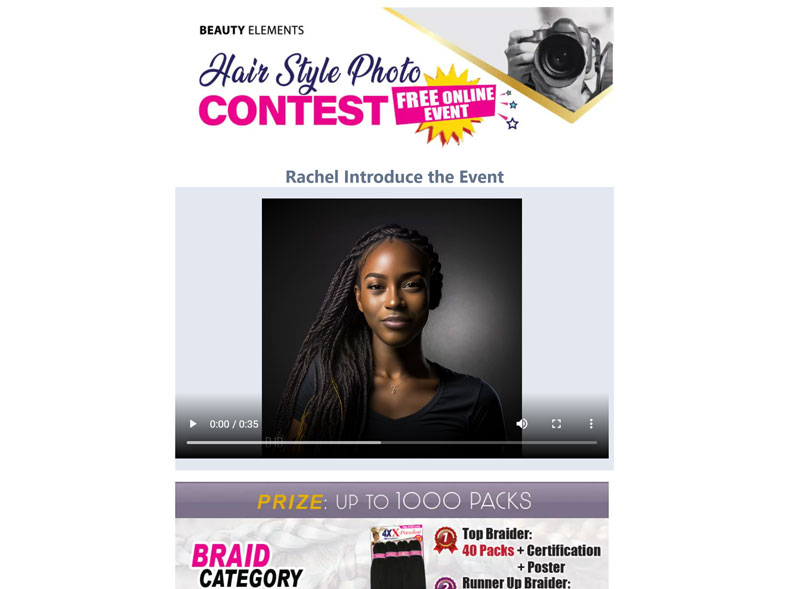 BEAUTY ELEMENTS
Hair Style Photo
CONTEST
FREE ONLINE
EVENT
Rachel Introduce the Event
0:00 / 0:35
PRIZE: UP TO 1000 PACKS
BRAID
CATEGORY
4X
Top Braider:
40 Packs + Certification
+ Poster
Runner Up Braider: